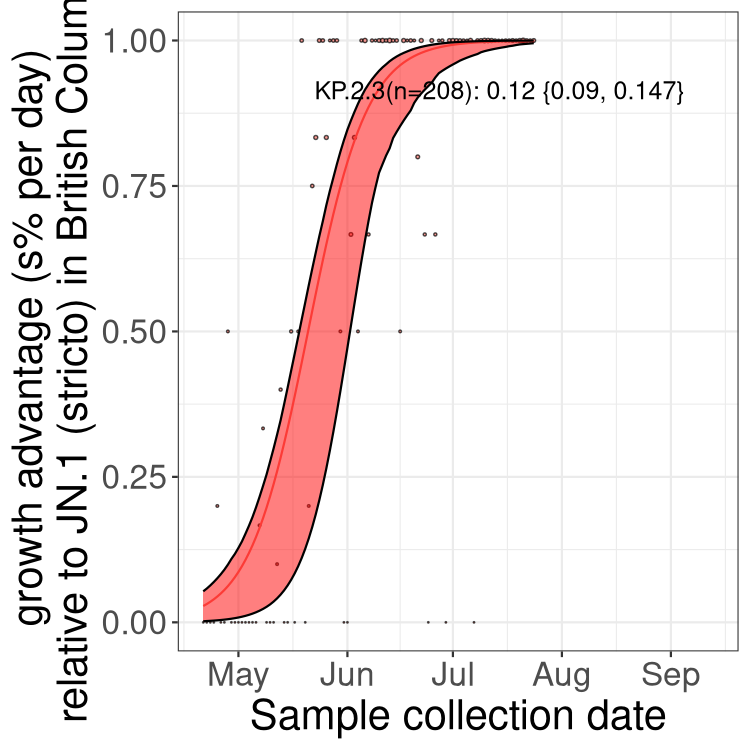 growth advantage (s% per day)
relative to JN.1 (stricto) in British Colum
1.00
0.75
0.50
0.25
0.00
KP.2.3(n=208): 0.12 {0.09, 0.147}
May Jun Jul Aug Sep
Sample collection date